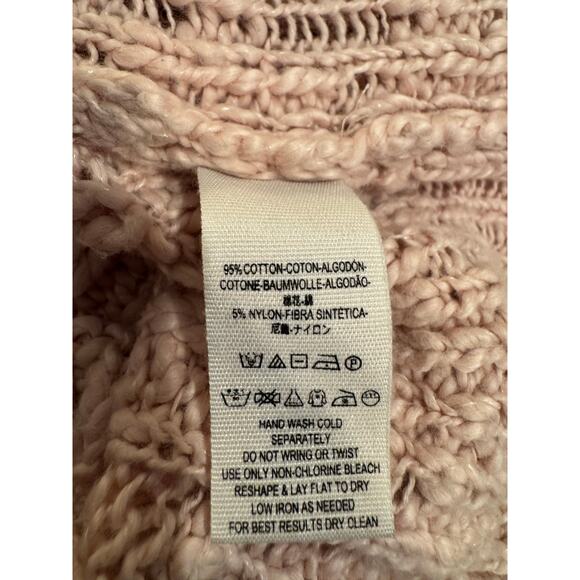 95% COTTON-COTON-ALGODÓN-
COTONE-BAUMWOLLE-ALGODÃO-
棉花-綿
5% NYLON-FIBRA SINTÉTICA-
尼龍-ナイロン
HAND WASH COLD
SEPARATELY
DO NOT WRING OR TWIST
USE ONLY NON-CHLORINE BLEACH
RESHAPE & LAY FLAT TO DRY
LOW IRON AS NEEDED
FOR BEST RESULTS DRY CLEAN